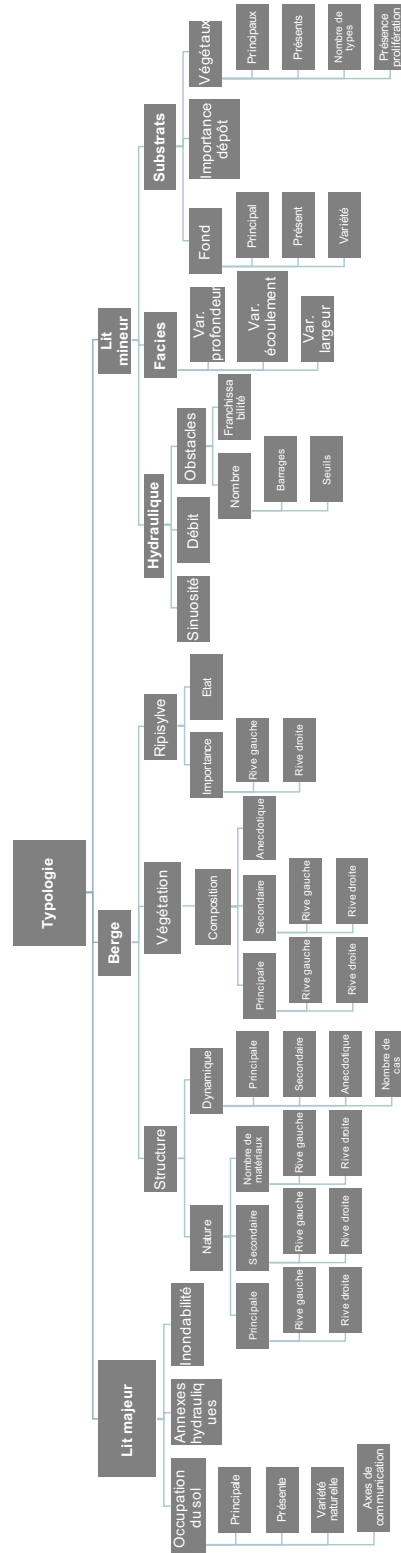 Typologie
Lit majeur
Occupation
du sol
Principale
Présente
Variété
naturelle
Axes de
communication
Annexes
hydrauliq
ues
Inondabilité
Berge
Structure
Nature
Principale
Rive gauche
Rive droite
Secondaire
Rive gauche
Rive droite
Nombre de
matériaux
Rive gauche
Rive droite
Dynamique
Principale
Secondaire
Anecdotique
Nombre de
cas
Végétation
Composition
Principale
Rive gauche
Rive droite
Secondaire
Rive gauche
Rive droite
Anecdotique
Ripisylve
Importance
Rive gauche
Rive droite
Etat
Lit
mineur
Hydraulique
Sinuosité
Débit
Obstacles
Nombre
Barrages
Seuils
Franchissa
bilité
Facies
Var.
profondeur
Var.
écoulement
Var.
largeur
Substrats
Fond
Principal
Présent
Variété
Importance
dépôt
Végétaux
Principaux
Présents
Nombre de
types
Présence
prolifération